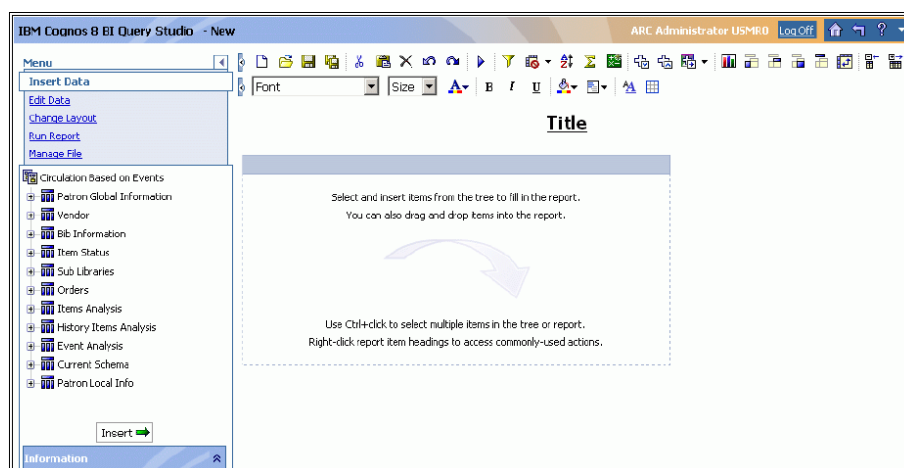 IBM Cognos 8 BI Query Studio - New
ARC Administrator USMR0 Log Off ?
Menu
Insert Data
Edit Data
Change Layout
Run Report
Manage File
Font Size A B I U
Title
Circulation Based on Events
Patron Global Information
Vendor
Bib Information
Item Status
Sub Libraries
Orders
Items Analysis
History Items Analysis
Event Analysis
Current Schema
Patron Local Info
Insert
Information
Select and insert items from the tree to fill in the report.
You can also drag and drop items into the report.
Use Ctrl+click to select multiple items in the tree or report.
Right-click report item headings to access commonly-used actions.